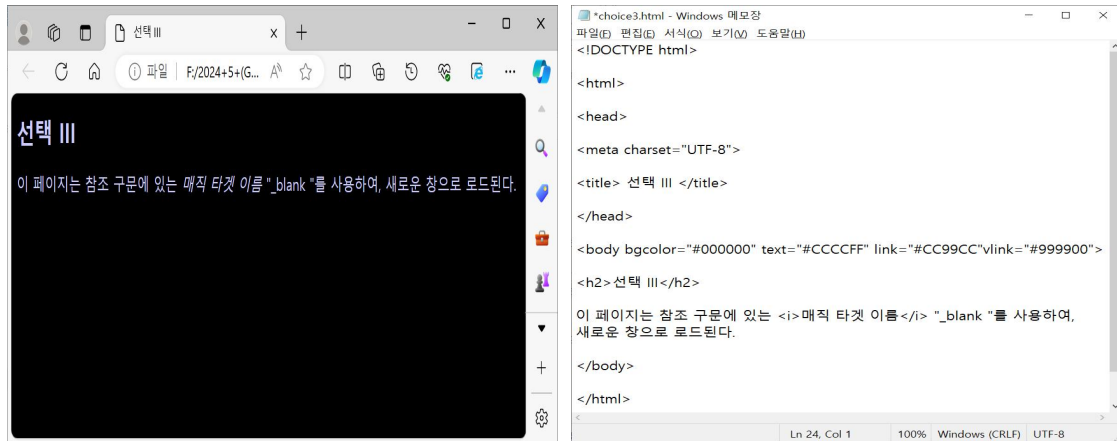 선택 III
파일 F:/2024+5+(G...
선택 III
이 페이지는 참조 구문에 있는 매직 타겟 이름 "_blank "를 사용하여, 새로운 창으로 로드된다.
*choice3.html - Windows 메모장
파일(F) 편집(E) 서식(O) 보기(V) 도움말(H)
<!DOCTYPE html>
<html>
<head>
<meta charset="UTF-8">
<title> 선택 III </title>
</head>
<body bgcolor="#000000" text="#CCCCFF" link="#CC99CC"vlink="#999900">
<h2>선택 III</h2>
이 페이지는 참조 구문에 있는 <i>매직 타겟 이름</i> "_blank "를 사용하여,
새로운 창으로 로드된다.
</body>
</html>
Ln 24, Col 1 100% Windows (CRLF) UTF-8